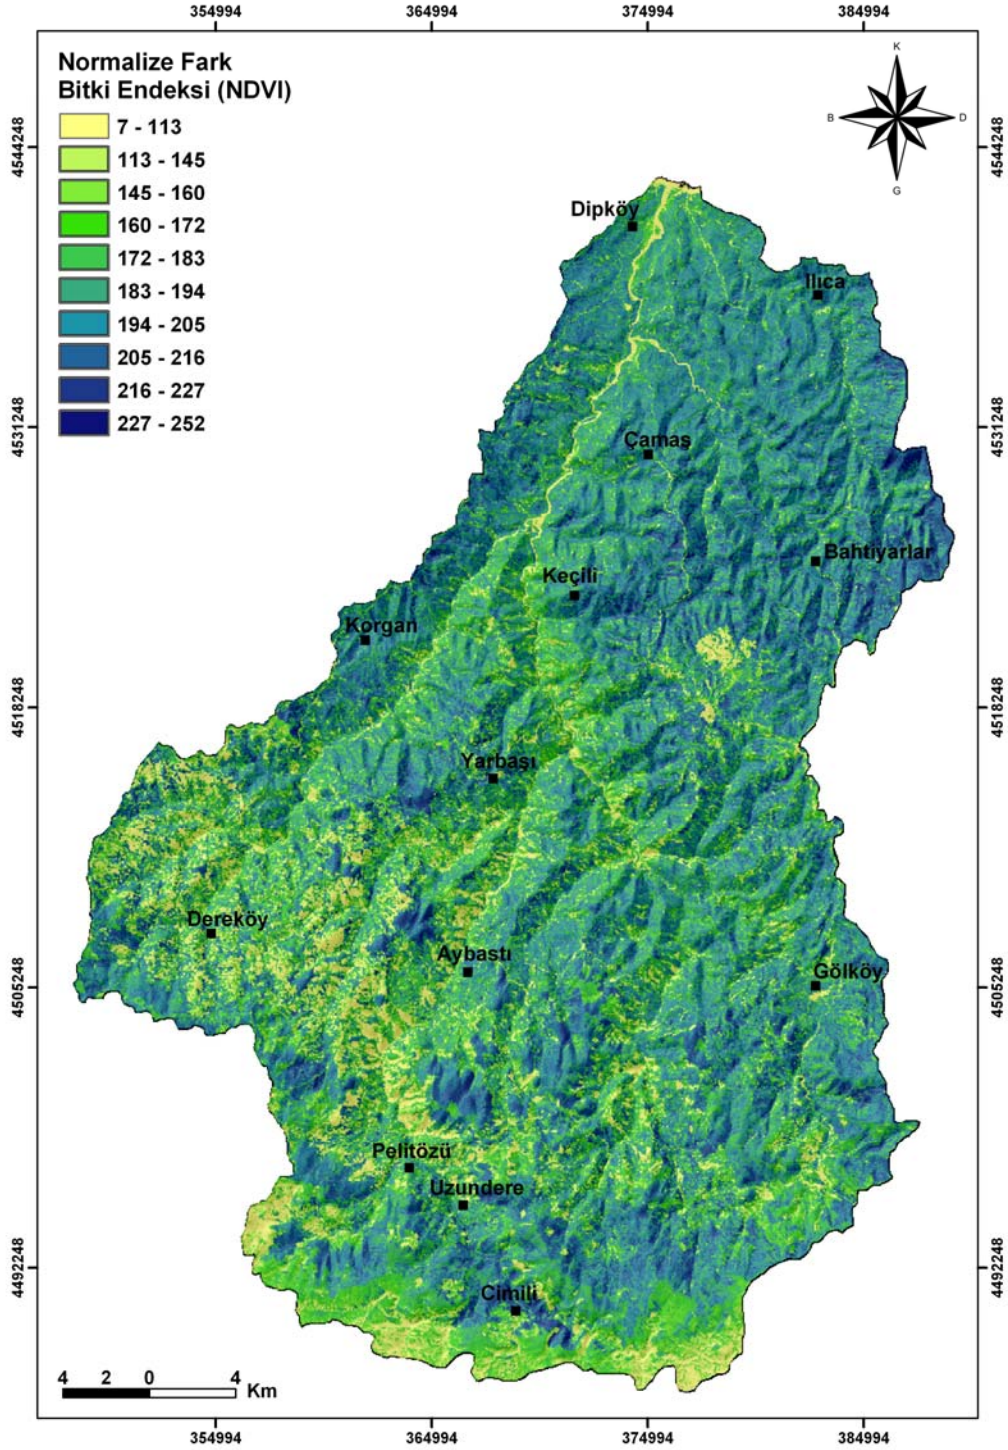 354994
364994
374994
384994
Normalize Fark
Bitki Endeksi (NDVI)
7 - 113
113 - 145
145 - 160
160 - 172
172 - 183
183 - 194
194 - 205
205 - 216
216 - 227
227 - 252
K
B
D
G
4544248
4544248
Dipköy
Ilıca
4531248
4531248
Çamaş
Bahtiyarlar
Keçili
Korgan
4518248
4518248
Yarbaşı
Dereköy
Aybastı
Gölköy
4505248
4505248
Pelitözü
Uzundere
4492248
4492248
Cimili
4 2 0 4
Km
354994
364994
374994
384994